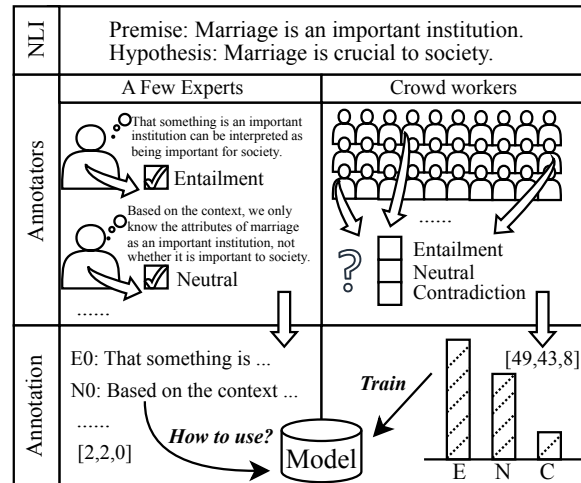 NLI
Premise: Marriage is an important institution.
Hypothesis: Marriage is crucial to society.
Annotators
A Few Experts
That something is an important
institution can be interpreted as
being important for society.
Entailment
Based on the context, we only
know the attributes of marriage
as an important institution, not
whether it is important to society.
Neutral
......
Crowd workers
......
?
Entailment
Neutral
Contradiction
Annotation
E0: That something is ...
N0: Based on the context ...
......
[2,2,0]
How to use?
Model
Train
[49,43,8]
E N C